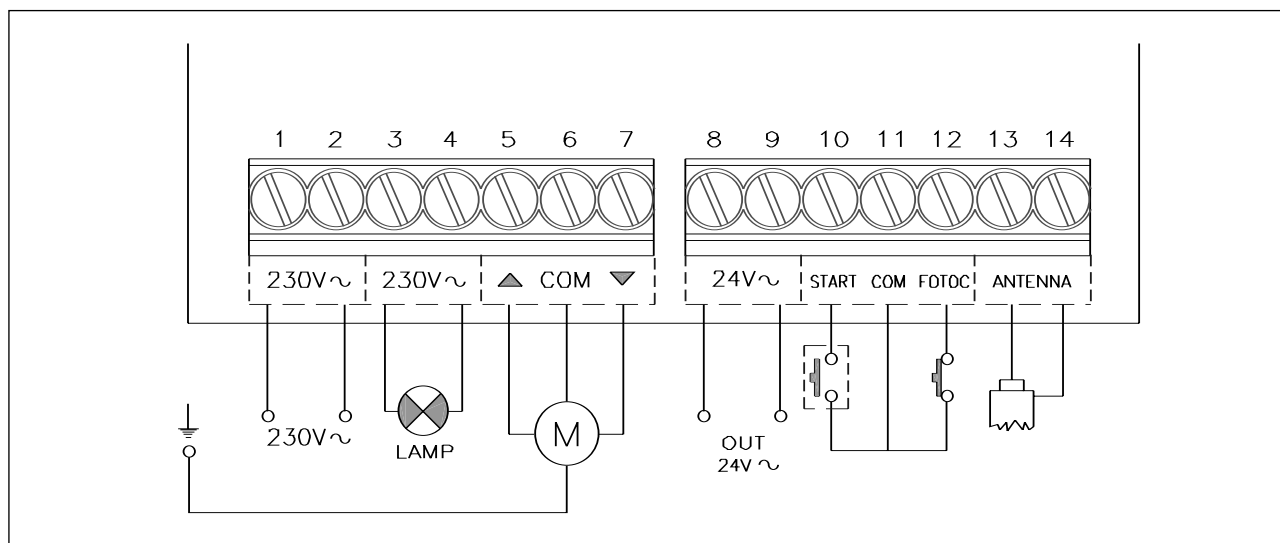 1 2 3 4 5 6 7 8 9 10 11 12 13 14
230V~ 230V~ COM 24V~ START COM FOTOC ANTENNA
230V~
LAMP
M
OUT
24V~